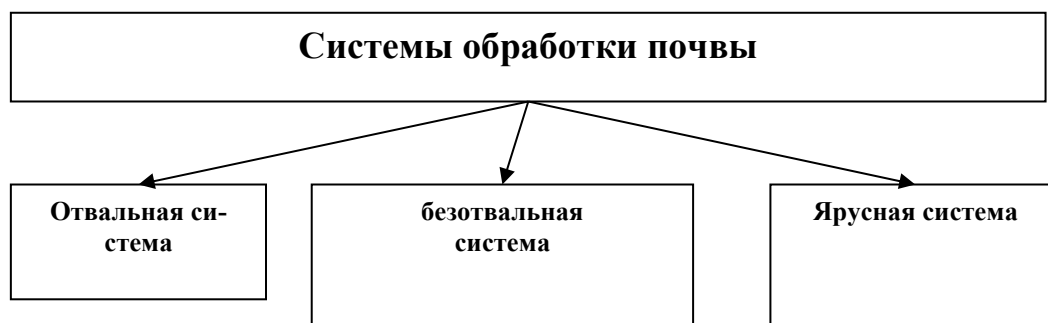 Системы обработки почвы
Отвальная си-
стема
безотвальная
система
Ярусная система